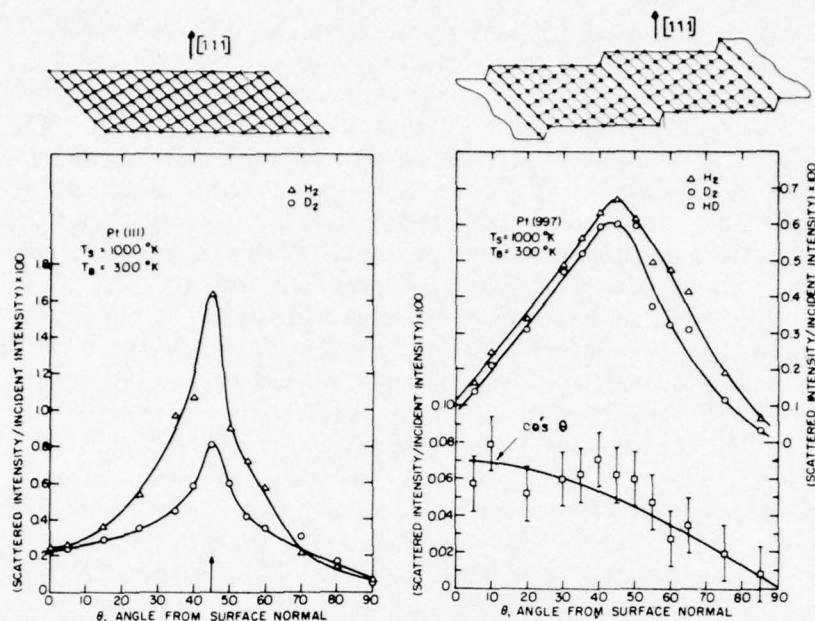 [111]
△ H₂
○ D₂
Pt (111)
T_S = 1000 °K
T_B = 300 °K
(SCATTERED INTENSITY/INCIDENT INTENSITY) × 100
1.8
1.6
1.4
1.2
1.0
0.8
0.6
0.4
0.2
0 10 20 30 40 50 60 70 80 90
θ, ANGLE FROM SURFACE NORMAL
[111]
△ H₂
○ D₂
□ HD
Pt (997)
T_S = 1000 °K
T_B = 300 °K
(SCATTERED INTENSITY/INCIDENT INTENSITY) × 100
0.7
0.6
0.5
0.4
0.3
0.2
0.1
0
(SCATTERED INTENSITY/INCIDENT INTENSITY) × 100
0.10
0.08
0.06
0.04
0.02
0
cos θ
0 10 20 30 40 50 60 70 80 90
θ, ANGLE FROM SURFACE NORMAL